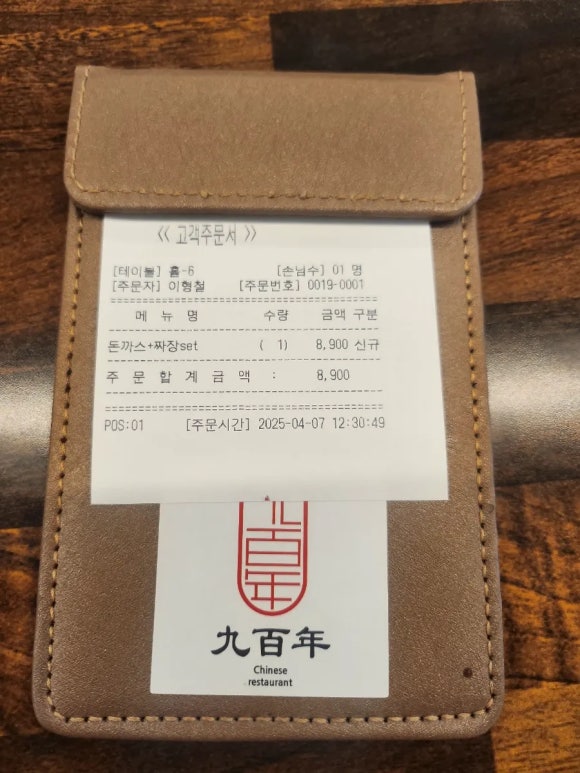 ≪ 고객주문서 ≫
[테이블] 홀-6 [손님수] 01 명
[주문자] 이형철 [주문번호] 0019-0001
메 뉴 명 수량 금액 구분
돈까스+짜장set ( 1) 8,900 신규
주 문 합 계 금 액 : 8,900
POS:01 [주문시간] 2025-04-07 12:30:49
百
年
九百年
Chinese
restaurant